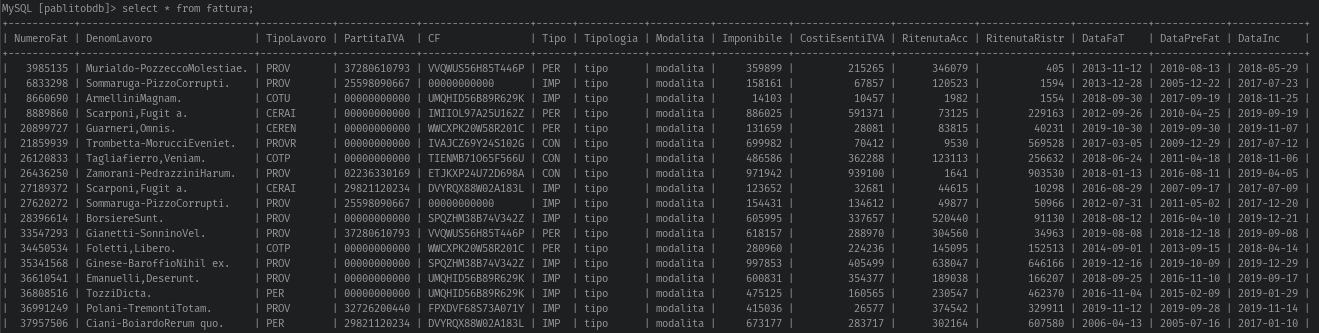 MySQL [pablitobdb]> select * from fattura;
| NumeroFat | DenomLavoro | TipoLavoro | PartitaIVA | CF | Tipo | Tipologia | Modalita | Imponibile | CostiEsentiIVA | RitenutaAcc | RitenutaRistr | DataFaT | DataPreFat | DataInc |
| 3985135 | Murialdo-PozzeccoMolestiae. | PROV | 37280610793 | VVQWUS56H85T446P | PER | tipo | modalita | 359899 | 215265 | 346079 | 405 | 2013-11-12 | 2010-08-13 | 2018-05-29 |
| 6833298 | Sommaruga-PizzoCorrupti. | PROV | 25598090667 | 00000000000 | IMP | tipo | modalita | 158161 | 67857 | 120523 | 1594 | 2013-12-28 | 2005-12-22 | 2017-07-23 |
| 8660690 | ArmelliniMagnam. | COTU | 00000000000 | UMQHID56B89R629K | IMP | tipo | modalita | 14103 | 10457 | 1982 | 1554 | 2018-09-30 | 2017-09-19 | 2018-11-25 |
| 8889860 | Scarponi,Fugit a. | CERAI | 00000000000 | IMIIOL97A25U162Z | PER | tipo | modalita | 886025 | 591371 | 73125 | 229163 | 2012-09-26 | 2010-04-25 | 2019-09-19 |
| 20899727 | Guarneri,Omnis. | CEREN | 00000000000 | WWCXPK20W58R201C | PER | tipo | modalita | 131659 | 28081 | 83815 | 40231 | 2019-10-30 | 2019-09-30 | 2019-11-07 |
| 21859939 | Trombetta-MorucciEveniet. | PROVR | 00000000000 | IVAJCZ69Y24S102G | CON | tipo | modalita | 699982 | 70412 | 9530 | 569528 | 2017-03-05 | 2009-12-29 | 2017-07-12 |
| 26120833 | Tagliafierro,Veniam. | COTP | 00000000000 | TIENMB71O65F566U | CON | tipo | modalita | 486586 | 362288 | 123113 | 256632 | 2018-06-24 | 2011-04-18 | 2018-11-06 |
| 26436250 | Zamorani-PedrazziniHarum. | PROV | 02236330169 | ETJKXP24U72D698A | CON | tipo | modalita | 971942 | 939100 | 1641 | 903530 | 2018-01-13 | 2016-08-11 | 2019-04-05 |
| 27189372 | Scarponi,Fugit a. | CERAI | 29821120234 | DVYRQX88W02A183L | IMP | tipo | modalita | 123652 | 32681 | 44615 | 10298 | 2016-08-29 | 2007-09-17 | 2017-07-09 |
| 27620272 | Sommaruga-PizzoCorrupti. | PROV | 25598090667 | 00000000000 | IMP | tipo | modalita | 154431 | 134612 | 49877 | 50966 | 2012-07-31 | 2011-05-02 | 2017-12-20 |
| 28396614 | BorsiereSunt. | PROV | 00000000000 | SPQZHM38B74V342Z | IMP | tipo | modalita | 605995 | 337657 | 520440 | 91130 | 2018-08-12 | 2016-04-10 | 2019-12-21 |
| 33547293 | Gianetti-SonninoVel. | PROV | 37280610793 | VVQWUS56H85T446P | PER | tipo | modalita | 618157 | 288970 | 304560 | 34963 | 2019-08-08 | 2018-12-18 | 2019-09-08 |
| 34450534 | Foletti,Libero. | COTP | 00000000000 | WWCXPK20W58R201C | PER | tipo | modalita | 280960 | 224236 | 145095 | 152513 | 2014-09-01 | 2013-09-15 | 2018-04-14 |
| 35341568 | Ginese-BaroffioNihil ex. | PROV | 00000000000 | SPQZHM38B74V342Z | IMP | tipo | modalita | 997853 | 405499 | 638047 | 646166 | 2019-12-16 | 2019-10-09 | 2019-12-29 |
| 36610541 | Emanuelli,Deserunt. | PROV | 00000000000 | UMQHID56B89R629K | IMP | tipo | modalita | 600831 | 354377 | 189038 | 166207 | 2018-09-25 | 2016-11-10 | 2019-09-17 |
| 36808516 | TozziDicta. | PER | 00000000000 | UMQHID56B89R629K | IMP | tipo | modalita | 475125 | 160565 | 230547 | 462370 | 2016-11-04 | 2015-02-09 | 2019-01-29 |
| 36991249 | Polani-TremontiTotam. | PROV | 32726200440 | FPXDVF68S73A071Y | IMP | tipo | modalita | 415036 | 26577 | 374542 | 329911 | 2019-11-12 | 2019-09-28 | 2019-11-14 |
| 37957506 | Ciani-BoiardoRerum quo. | PER | 29821120234 | DVYRQX88W02A183L | IMP | tipo | modalita | 673177 | 283717 | 302164 | 607580 | 2006-04-13 | 2005-07-16 | 2017-01-10 |